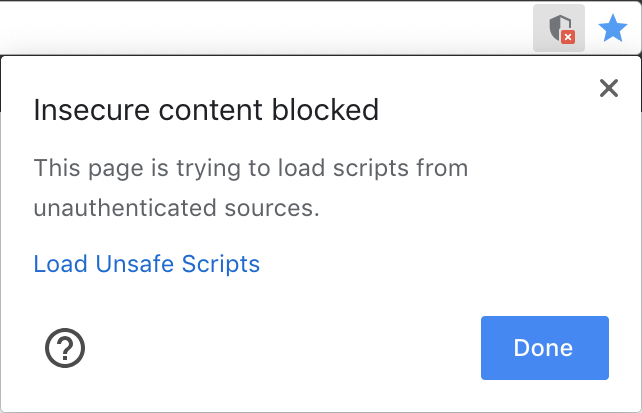 Insecure content blocked
This page is trying to load scripts from
unauthenticated sources.
Load Unsafe Scripts
Done